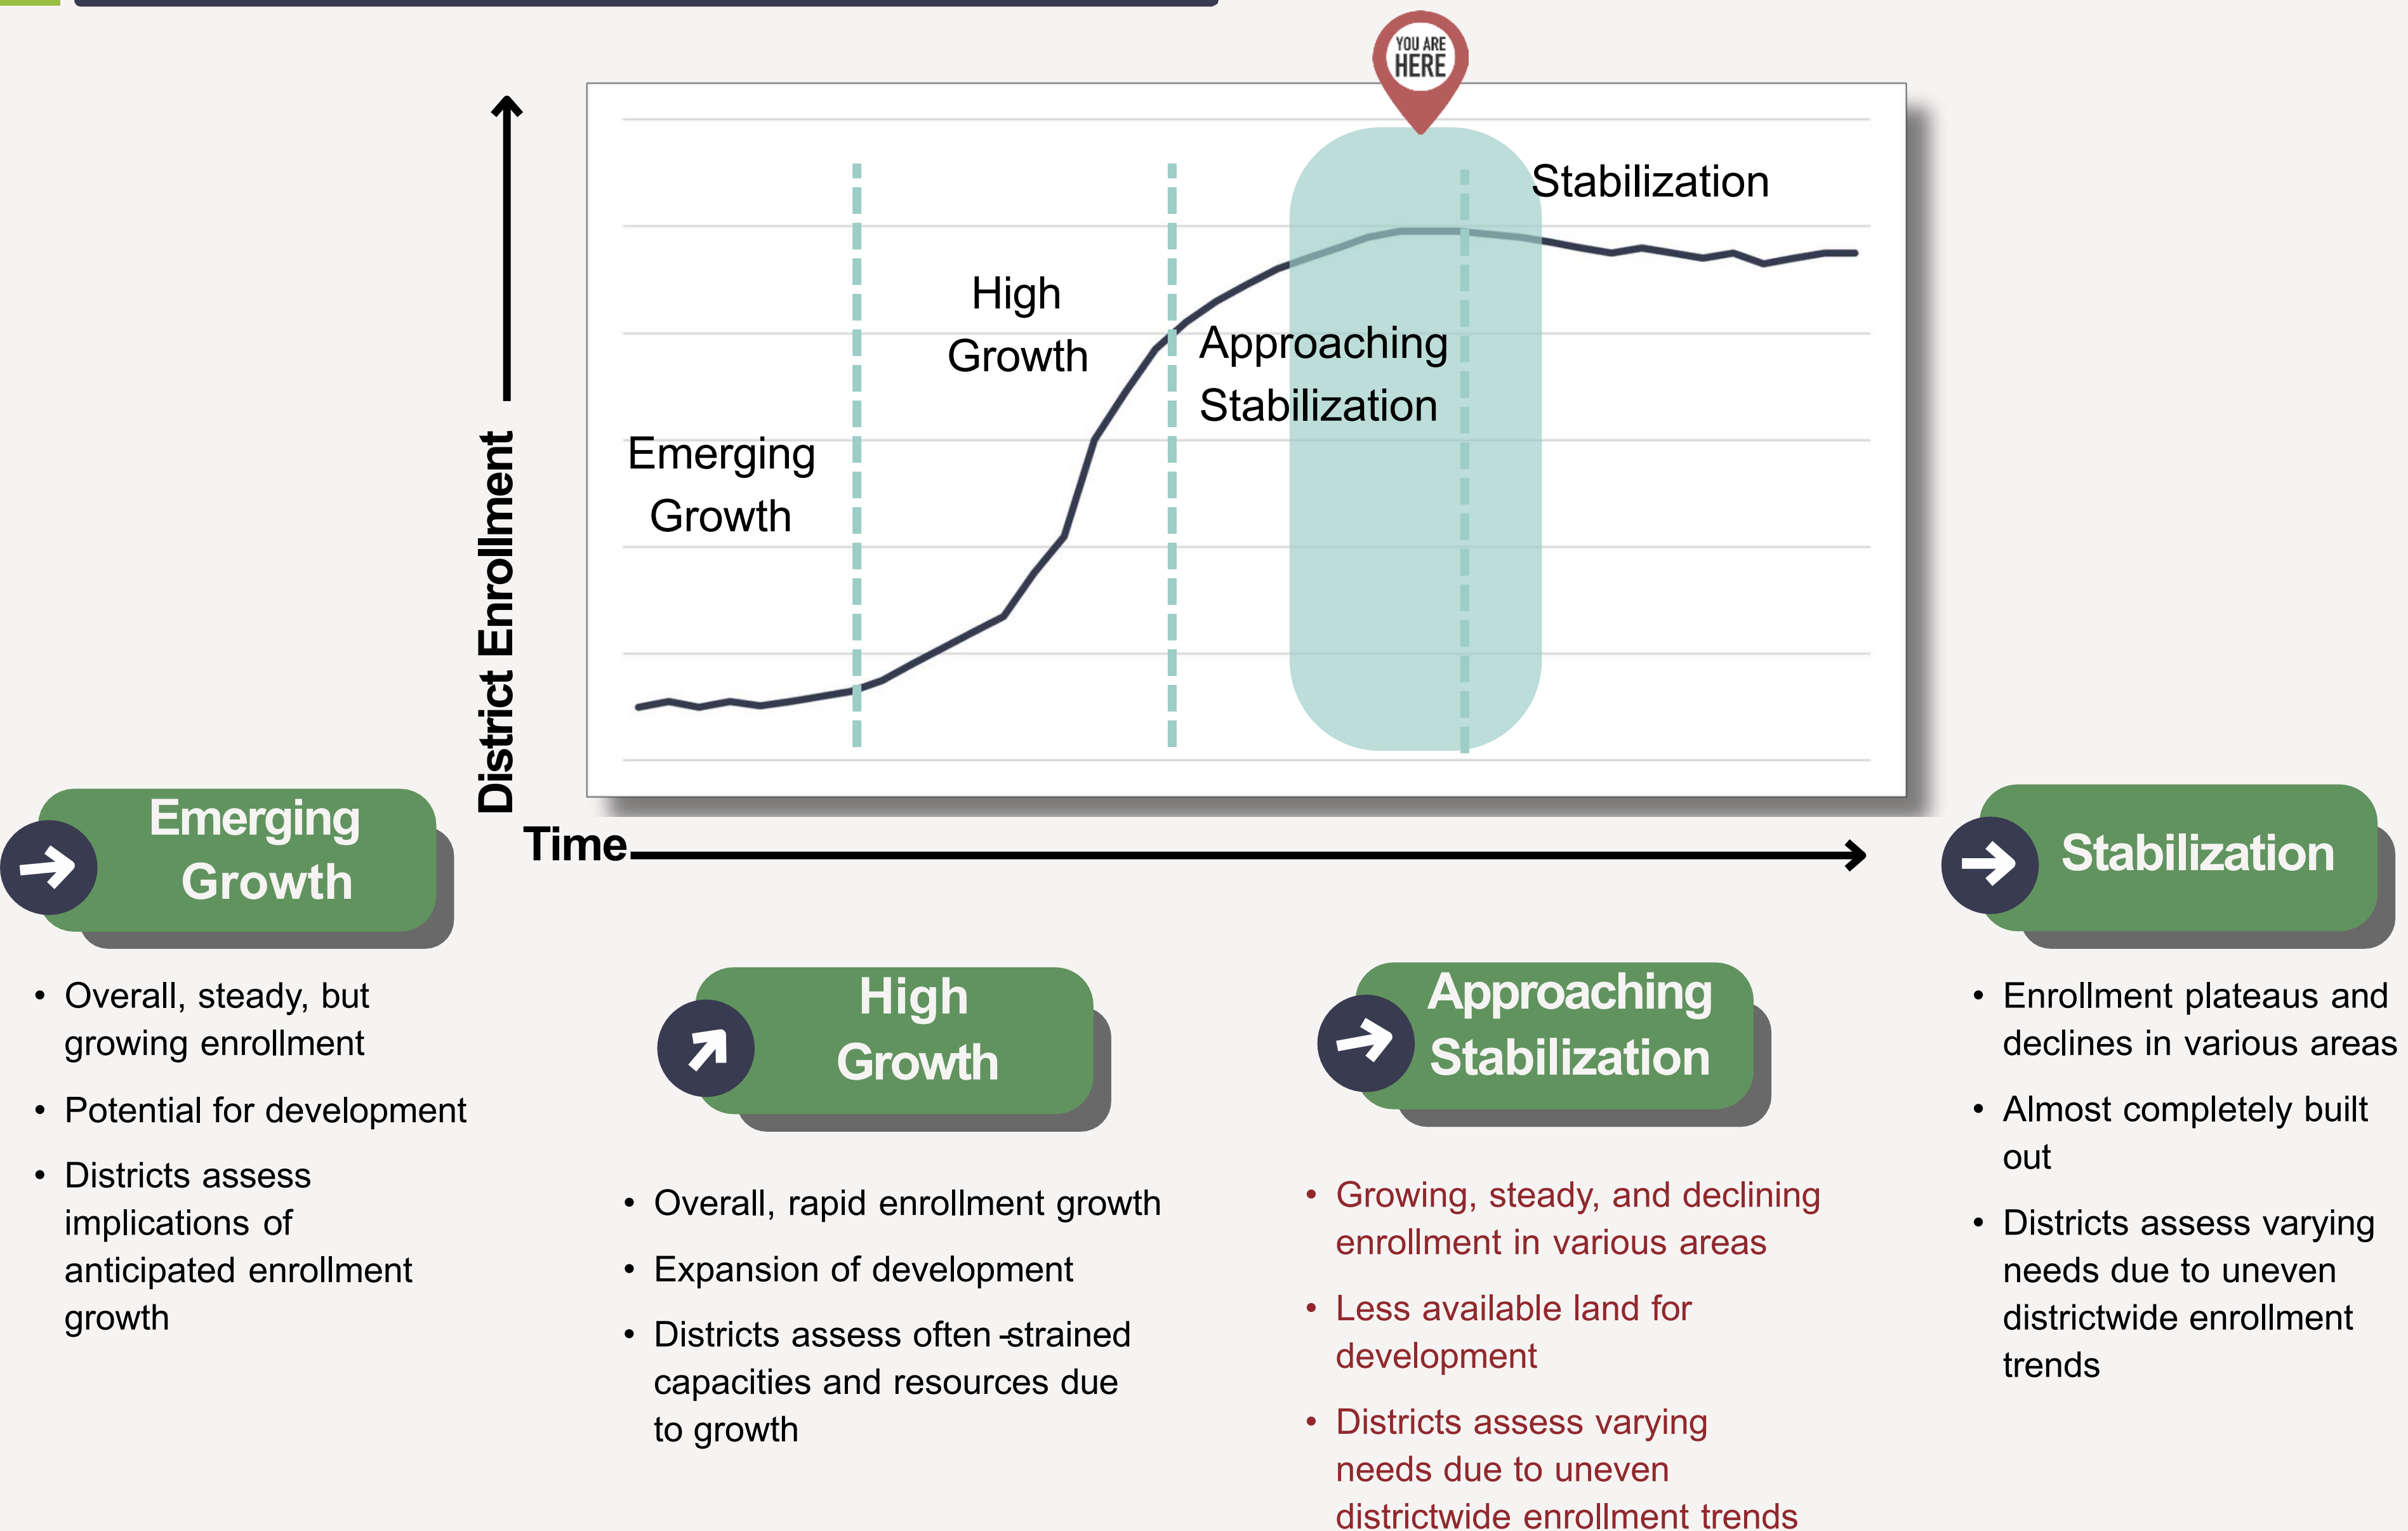 YOU ARE
HERE
Stabilization
High
Growth
Approaching
Stabilization
Emerging
Growth
District Enrollment
Time
Emerging
Growth
• Overall, steady, but
growing enrollment
• Potential for development
• Districts assess
implications of
anticipated enrollment
growth
High
Growth
• Overall, rapid enrollment growth
• Expansion of development
• Districts assess often-strained
capacities and resources due
to growth
Approaching
Stabilization
• Growing, steady, and declining
enrollment in various areas
• Less available land for
development
• Districts assess varying
needs due to uneven
districtwide enrollment trends
Stabilization
• Enrollment plateaus and
declines in various areas
• Almost completely built
out
• Districts assess varying
needs due to uneven
districtwide enrollment
trends